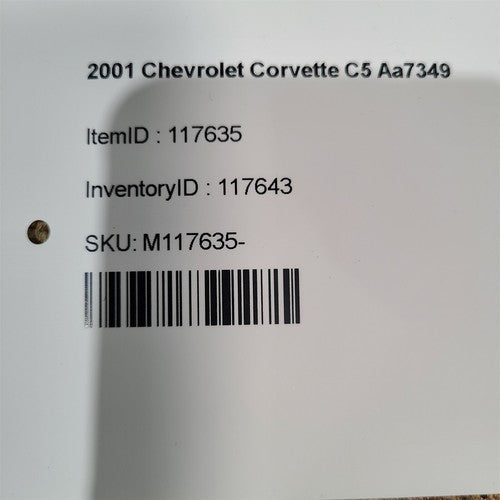 2001 Chevrolet Corvette C5 Aa7349
ItemID : 117635
InventoryID : 117643
SKU: M117635-